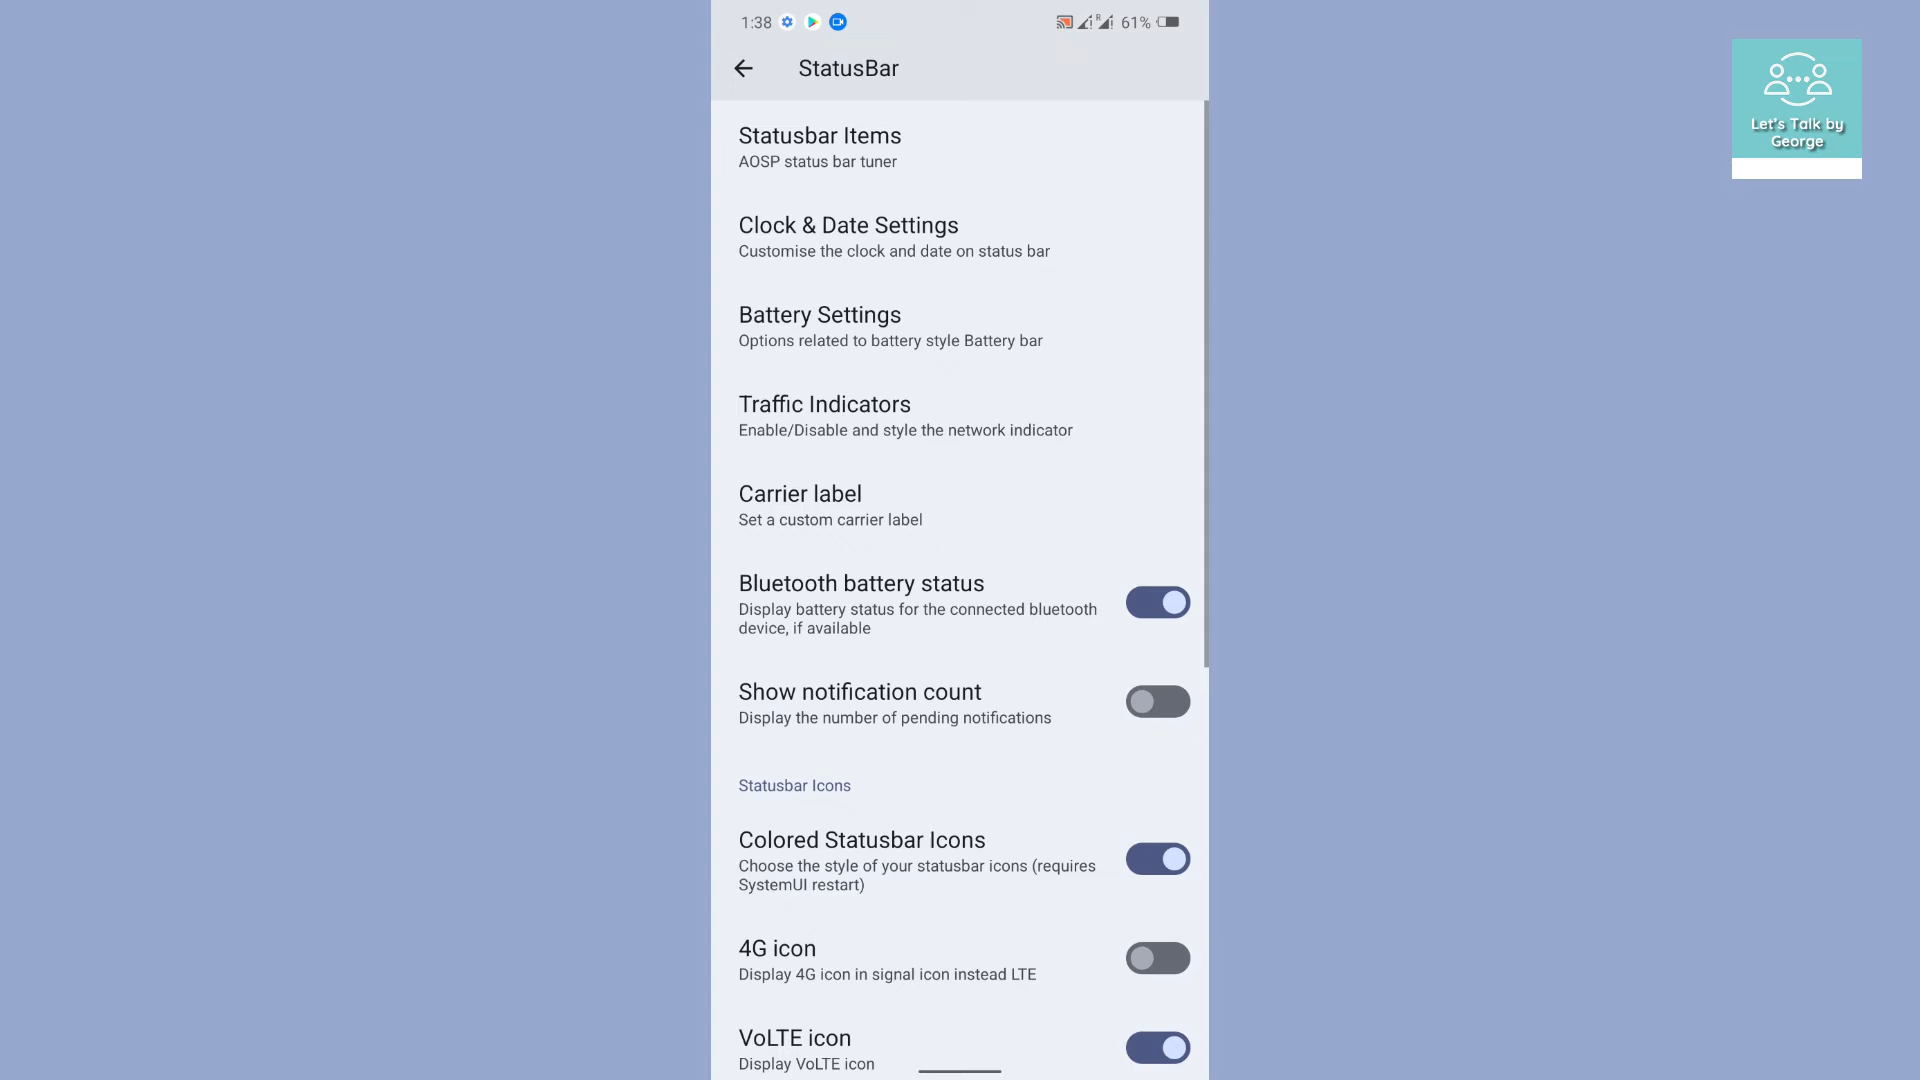 1:38
R
61%
StatusBar
Let's Talk by
George
Statusbar Items
AOSP status bar tuner
Clock & Date Settings
Customise the clock and date on status bar
Battery Settings
Options related to battery style Battery bar
Traffic Indicators
Enable/Disable and style the network indicator
Carrier label
Set a custom carrier label
Bluetooth battery status
Display battery status for the connected bluetooth
device, if available
Show notification count
Display the number of pending notifications
Statusbar Icons
Colored Statusbar Icons
Choose the style of your statusbar icons (requires
SystemUI restart)
4G icon
Display 4G icon in signal icon instead LTE
VoLTE icon
Display VoLTE icon